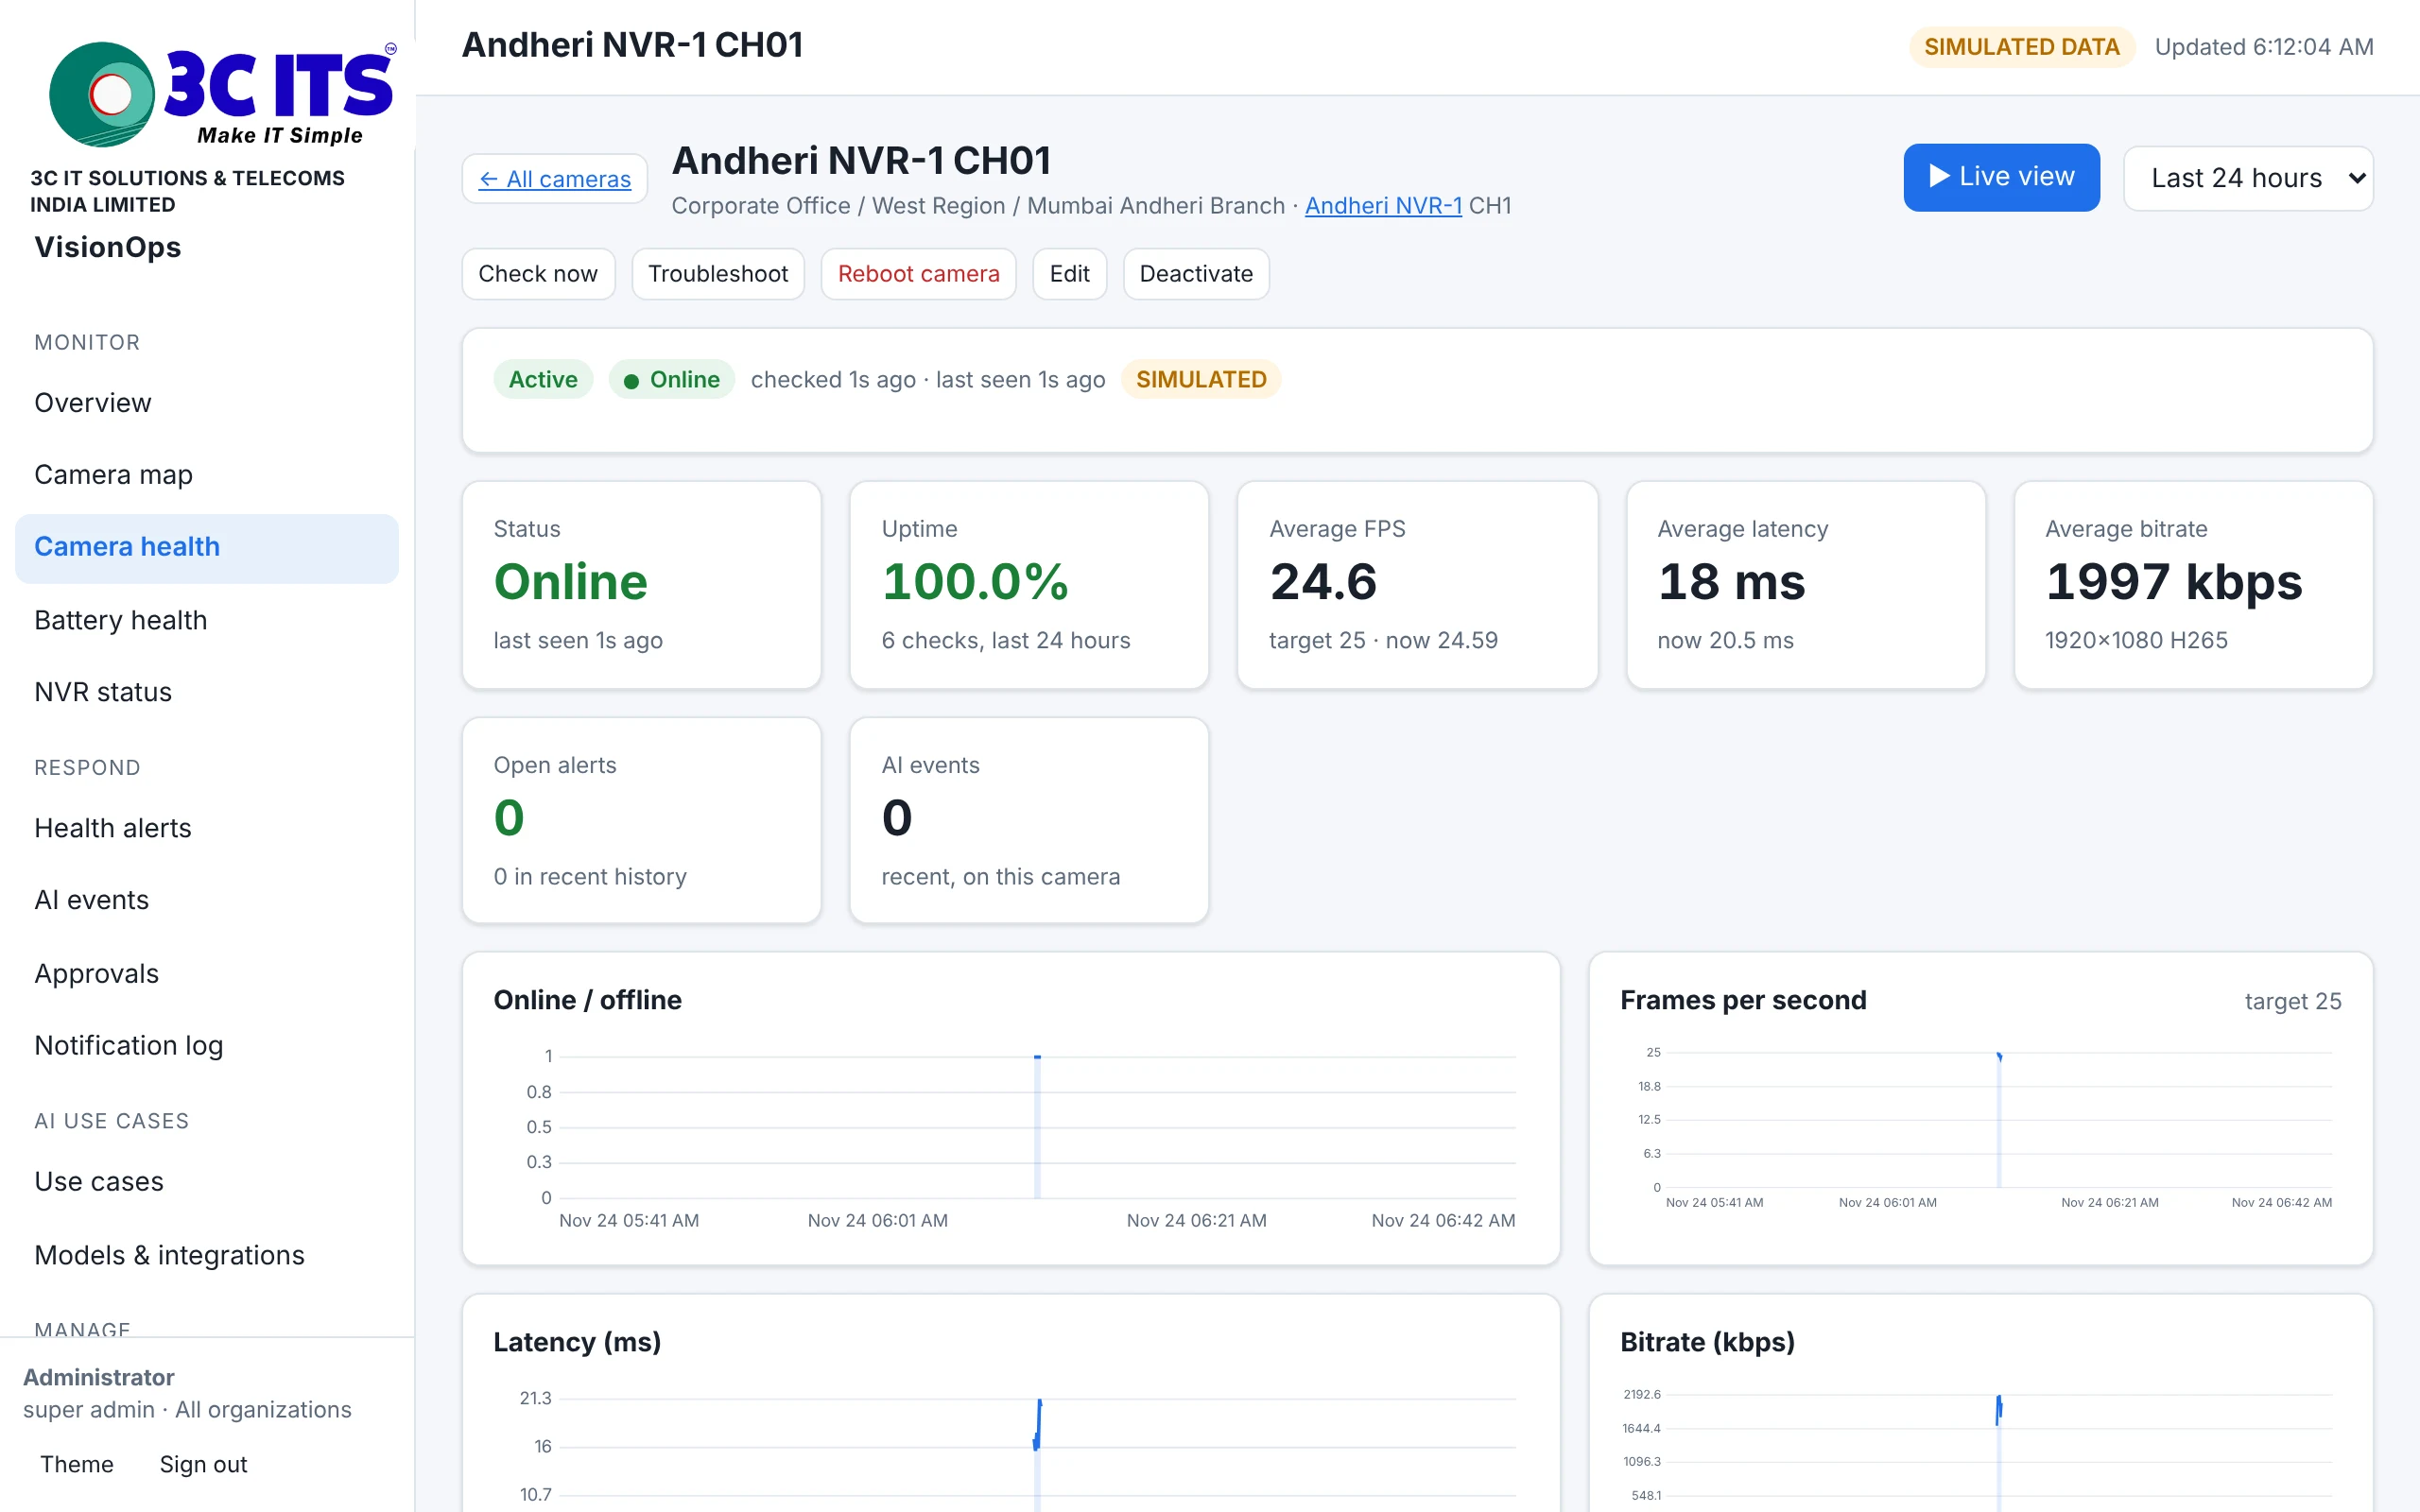 3C ITS
TM
Make IT Simple
3C IT SOLUTIONS & TELECOMS
INDIA LIMITED
VisionOps
MONITOR
Overview
Camera map
Camera health
Battery health
NVR status
RESPOND
Health alerts
AI events
Approvals
Notification log
AI USE CASES
Use cases
Models & integrations
MANAGE
Administrator
super admin · All organizations
Theme Sign out
Andheri NVR-1 CH01
SIMULATED DATA Updated 6:12:04 AM
← All cameras
Andheri NVR-1 CH01
Corporate Office / West Region / Mumbai Andheri Branch · Andheri NVR-1 CH1
▶ Live view
Last 24 hours
Check now Troubleshoot Reboot camera Edit Deactivate
Active ● Online checked 1s ago · last seen 1s ago SIMULATED
Status
Online
last seen 1s ago
Uptime
100.0%
6 checks, last 24 hours
Average FPS
24.6
target 25 · now 24.59
Average latency
18 ms
now 20.5 ms
Average bitrate
1997 kbps
1920×1080 H265
Open alerts
0
0 in recent history
AI events
0
recent, on this camera
Online / offline
1
0.8
0.5
0.3
0
Nov 24 05:41 AM Nov 24 06:01 AM Nov 24 06:21 AM Nov 24 06:42 AM
Frames per second target 25
25
18.8
12.5
6.3
0
Nov 24 05:41 AM Nov 24 06:01 AM Nov 24 06:21 AM Nov 24 06:42 AM
Latency (ms)
21.3
16
10.7
Bitrate (kbps)
2192.6
1644.4
1096.3
548.1